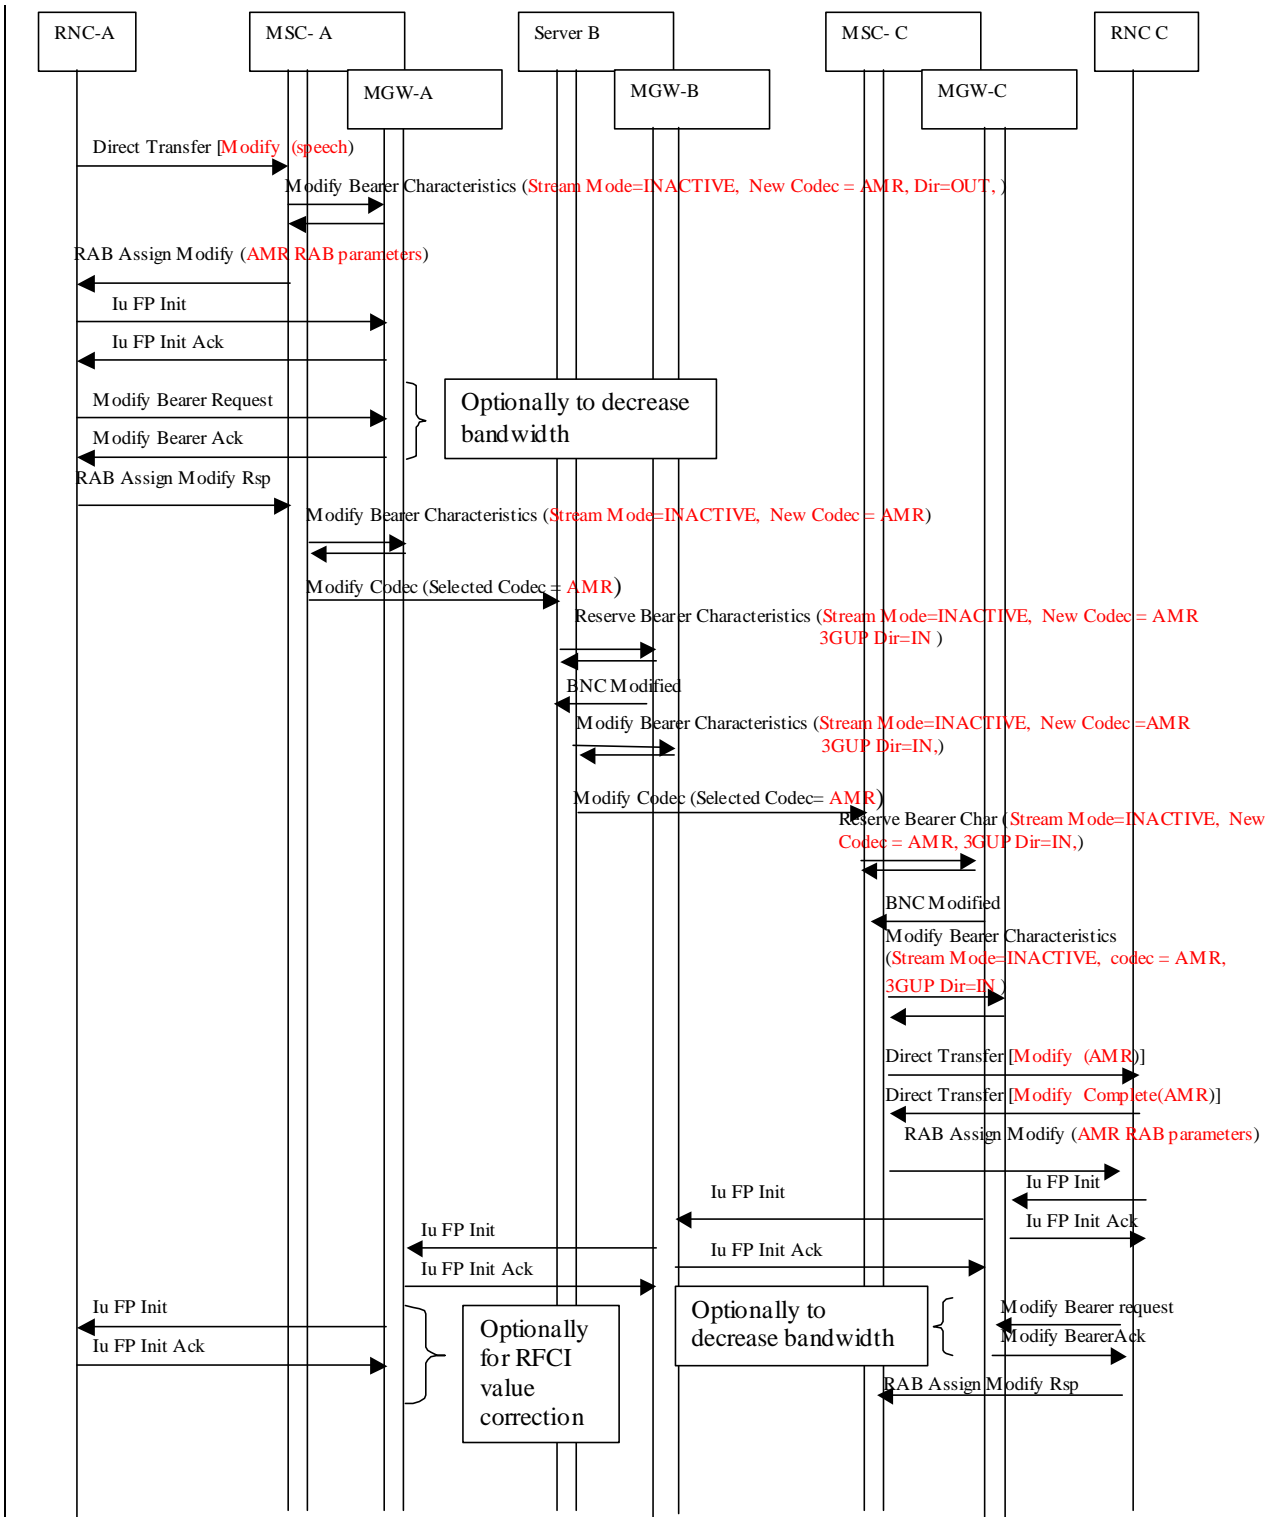 RNC-A
MSC- A
Server B
MSC- C
RNC C
MGW-A
MGW-B
MGW-C
Direct Transfer [Modify (speech)
Modify Bearer Characteristics (Stream Mode=INACTIVE, New Codec = AMR, Dir=OUT, )
RAB Assign Modify (AMR RAB parameters)
Iu FP Init
Iu FP Init Ack
Modify Bearer Request
Modify Bearer Ack
Optionally to decrease
bandwidth
RAB Assign Modify Rsp
Modify Bearer Characteristics (Stream Mode=INACTIVE, New Codec = AMR)
Modify Codec (Selected Codec = AMR)
Reserve Bearer Characteristics (Stream Mode=INACTIVE, New Codec = AMR
3GUP Dir=IN )
BNC Modified
Modify Bearer Characteristics (Stream Mode=INACTIVE, New Codec =AMR
3GUP Dir=IN,)
Modify Codec (Selected Codec= AMR)
Reserve Bearer Char (Stream Mode=INACTIVE, New
Codec = AMR, 3GUP Dir=IN,)
BNC Modified
Modify Bearer Characteristics
(Stream Mode=INACTIVE, codec = AMR,
3GUP Dir=IN )
Direct Transfer [Modify (AMR)]
Direct Transfer [Modify Complete(AMR)]
RAB Assign Modify (AMR RAB parameters)
Iu FP Init
Iu FP Init
Iu FP Init Ack
Iu FP Init
Iu FP Init Ack
Iu FP Init Ack
Iu FP Init
Iu FP Init Ack
Optionally
for RFCI
value
correction
Optionally to
decrease bandwidth
Modify Bearer request
Modify BearerAck
RAB Assign Modify Rsp